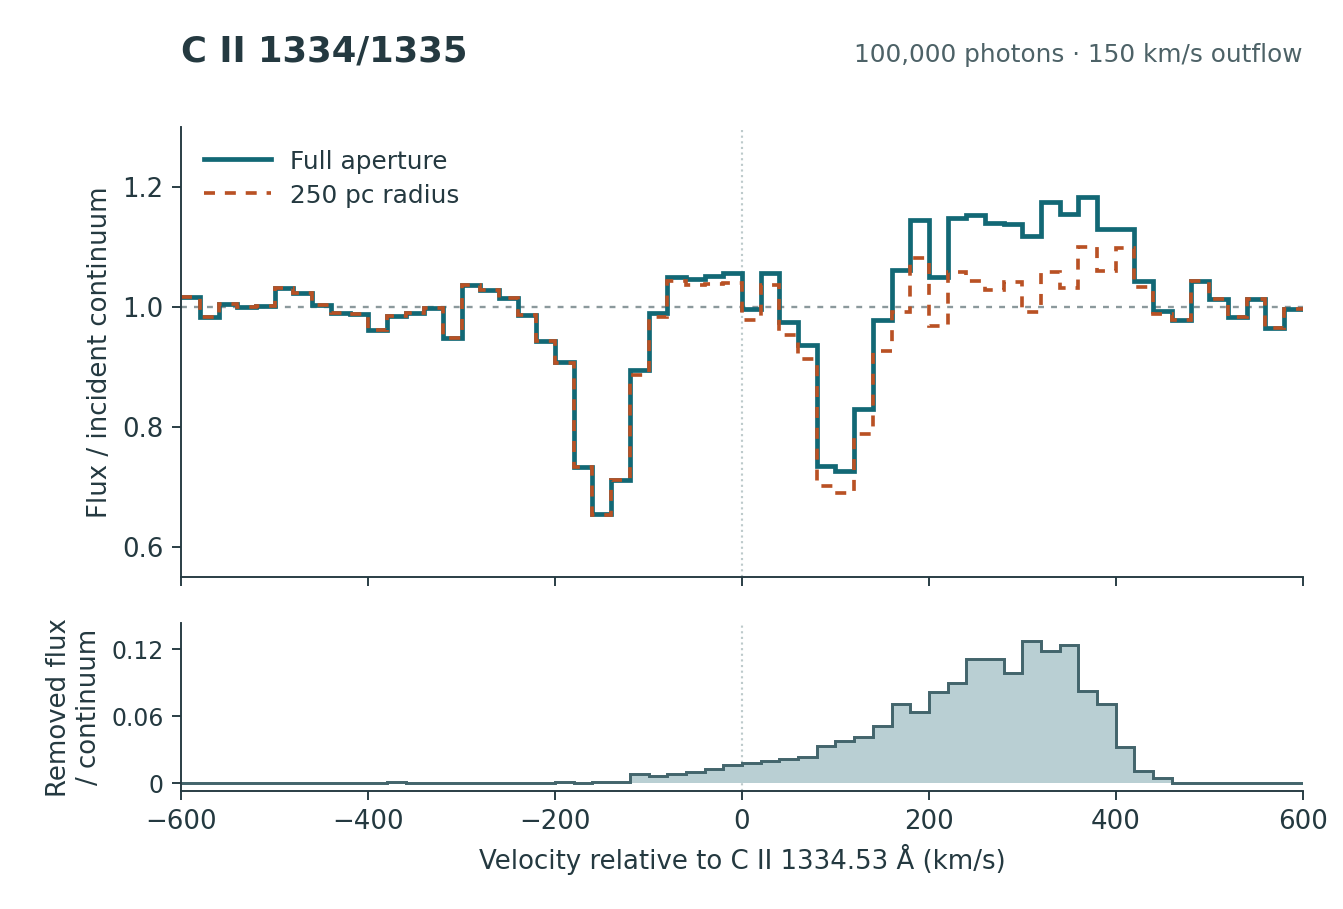 C II 1334/1335
100,000 photons · 150 km/s outflow
Flux / incident continuum
1.2
1.0
0.8
0.6
Full aperture
250 pc radius
Removed flux
/ continuum
0.12
0.06
0
−600
−400
−200
0
200
400
600
Velocity relative to C II 1334.53 Å (km/s)